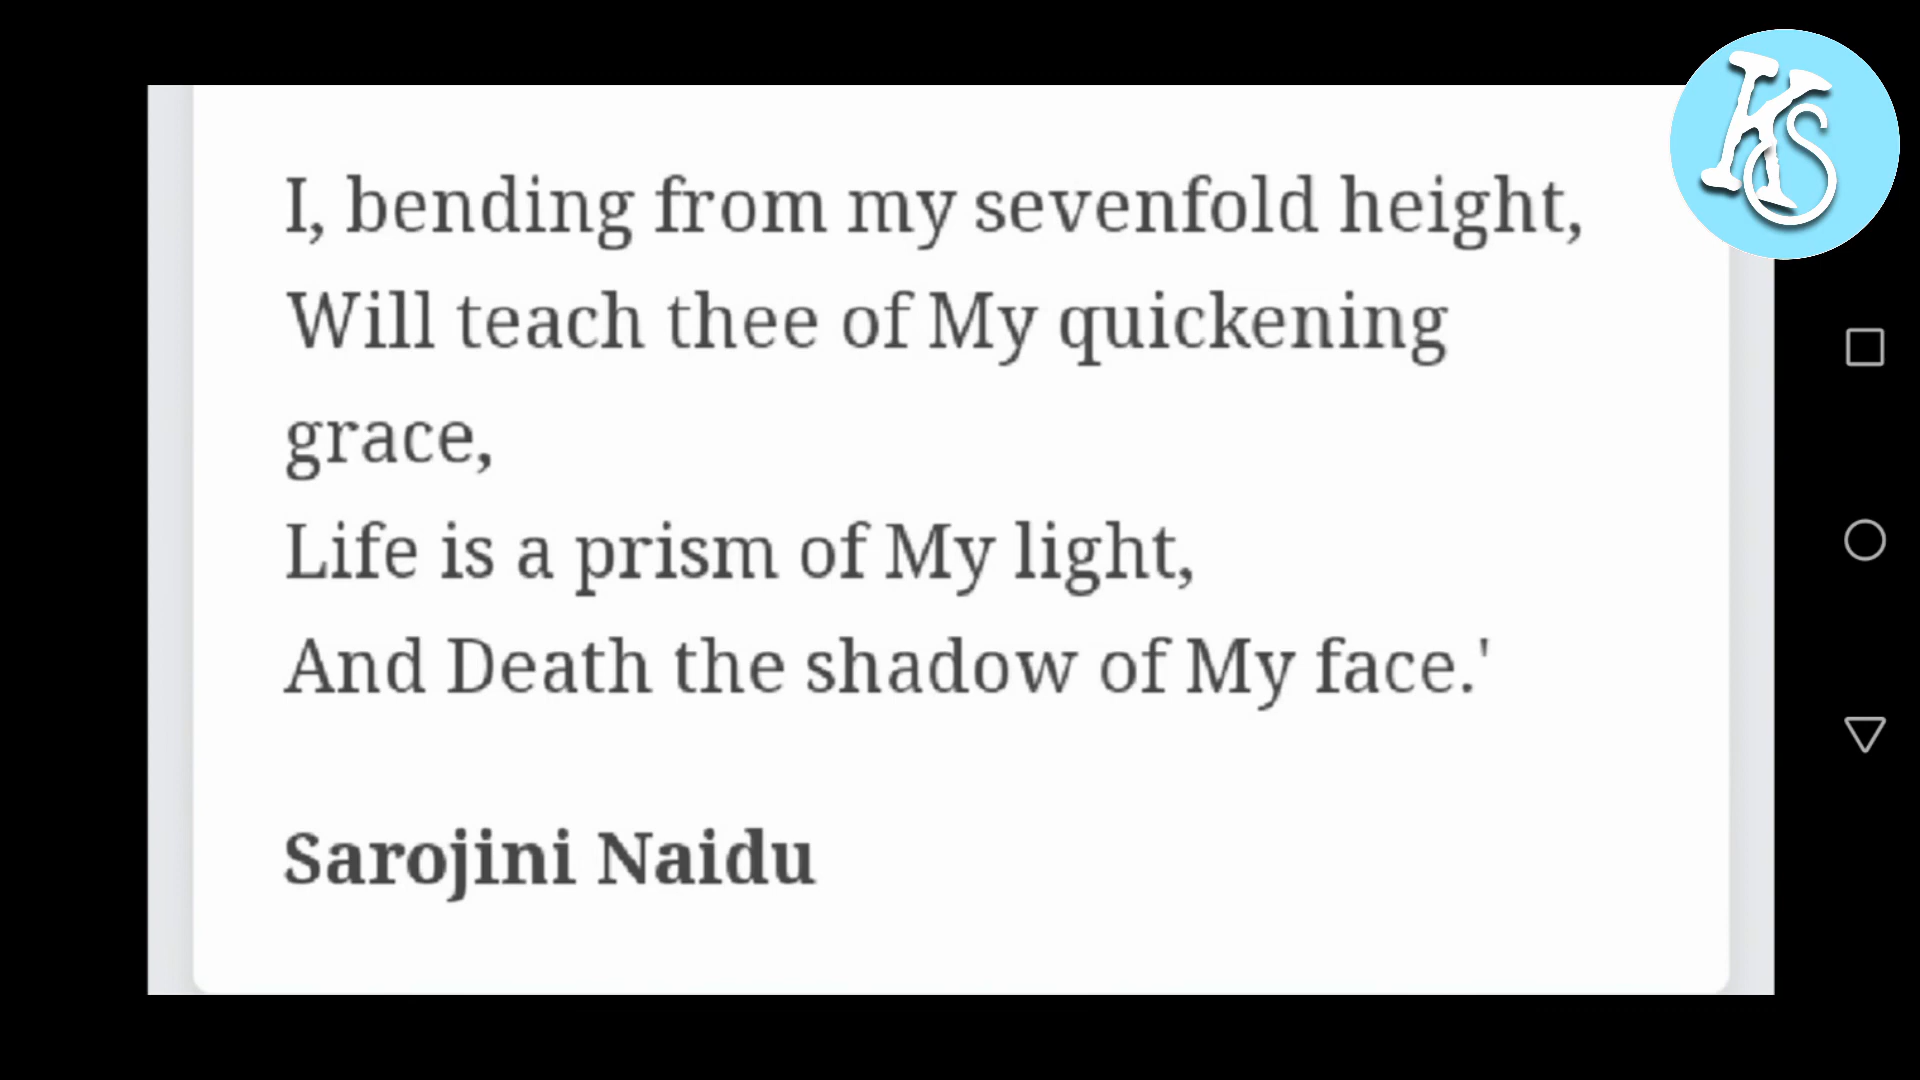 KS
I, bending from my sevenfold height,
Will teach thee of My quickening
grace,
Life is a prism of My light,
And Death the shadow of My face.'
Sarojini Naidu